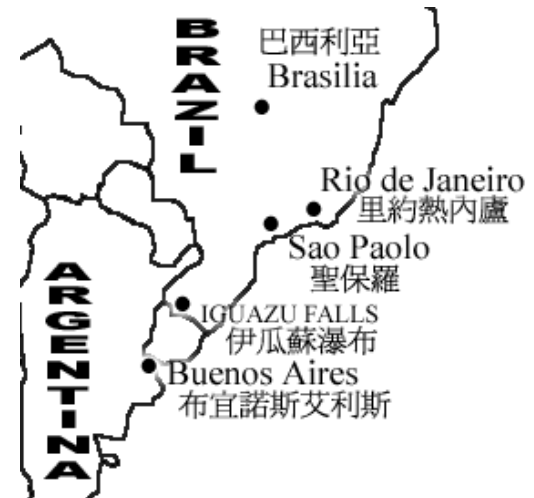 BRAZIL
巴西利亞
Brasilia
Rio de Janeiro
里約熱內盧
Sao Paolo
聖保羅
ARGENTINA
IGUAZU FALLS
伊瓜蘇瀑布
Buenos Aires
布宜諾斯艾利斯